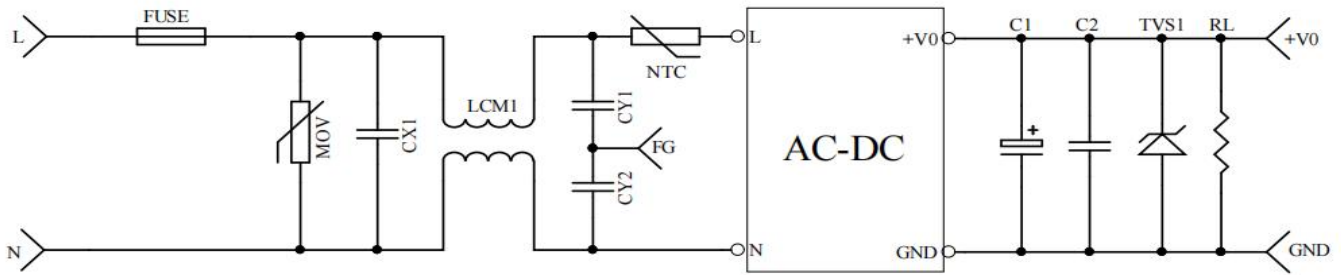 FUSE
C1 C2 TVS1 RL
L
L
+V0
+V0
NTC
LCM1
CY1
MOV
CX1
FG
AC-DC
CY2
N
N
GND
GND
+